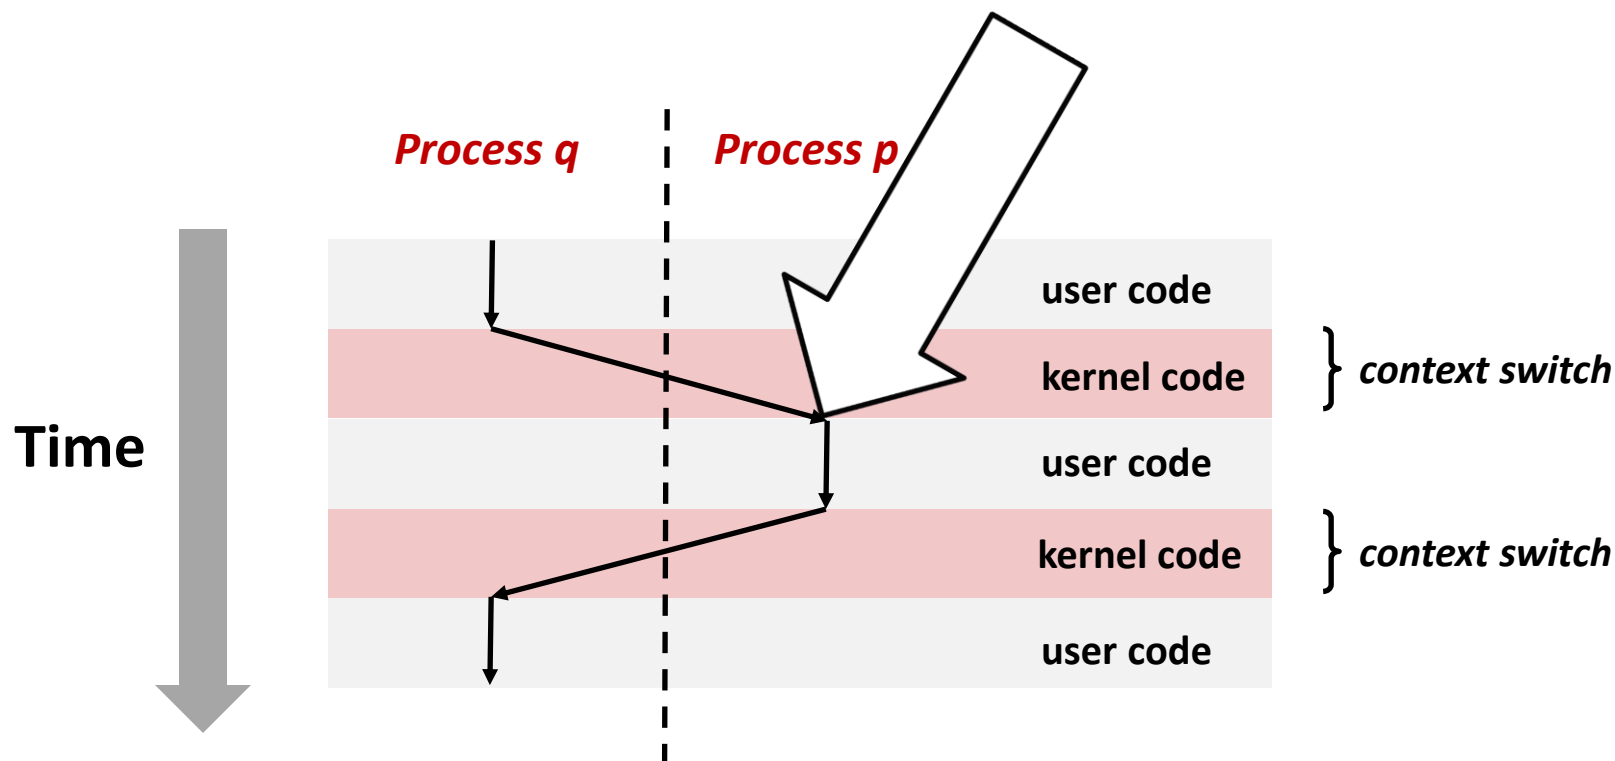 Process q
Process p
user code
kernel code
context switch
Time
user code
kernel code
context switch
user code